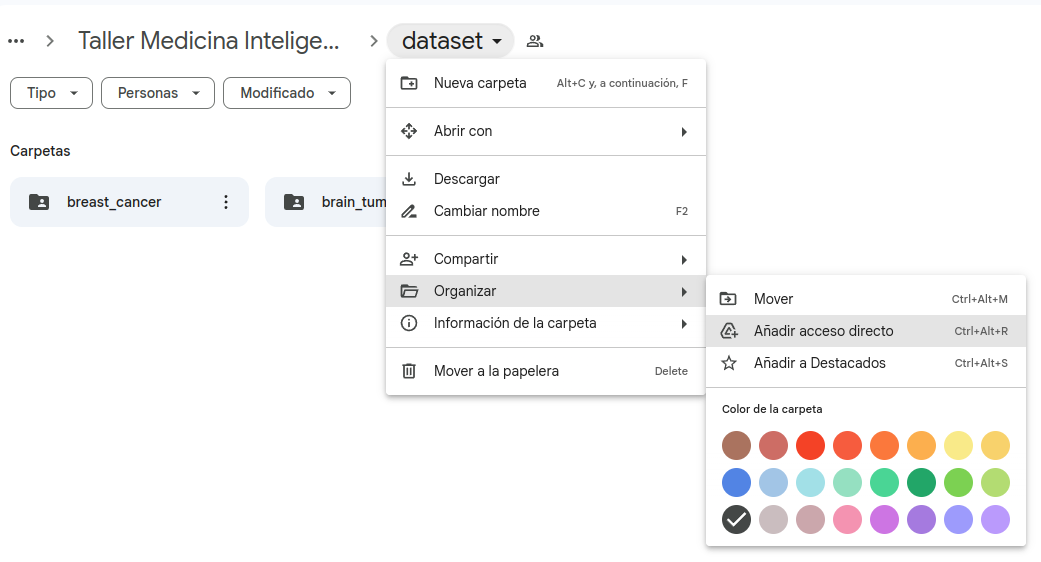 Taller Medicina Intelige...
dataset
Tipo
Personas
Modificado
Carpetas
breast_cancer
brain_tum
Nueva carpeta Alt+C y, a continuación, F
Abrir con
Descargar
Cambiar nombre F2
Compartir
Organizar
Información de la carpeta
Mover a la papelera Delete
Mover Ctrl+Alt+M
Añadir acceso directo Ctrl+Alt+R
Añadir a Destacados Ctrl+Alt+S
Color de la carpeta